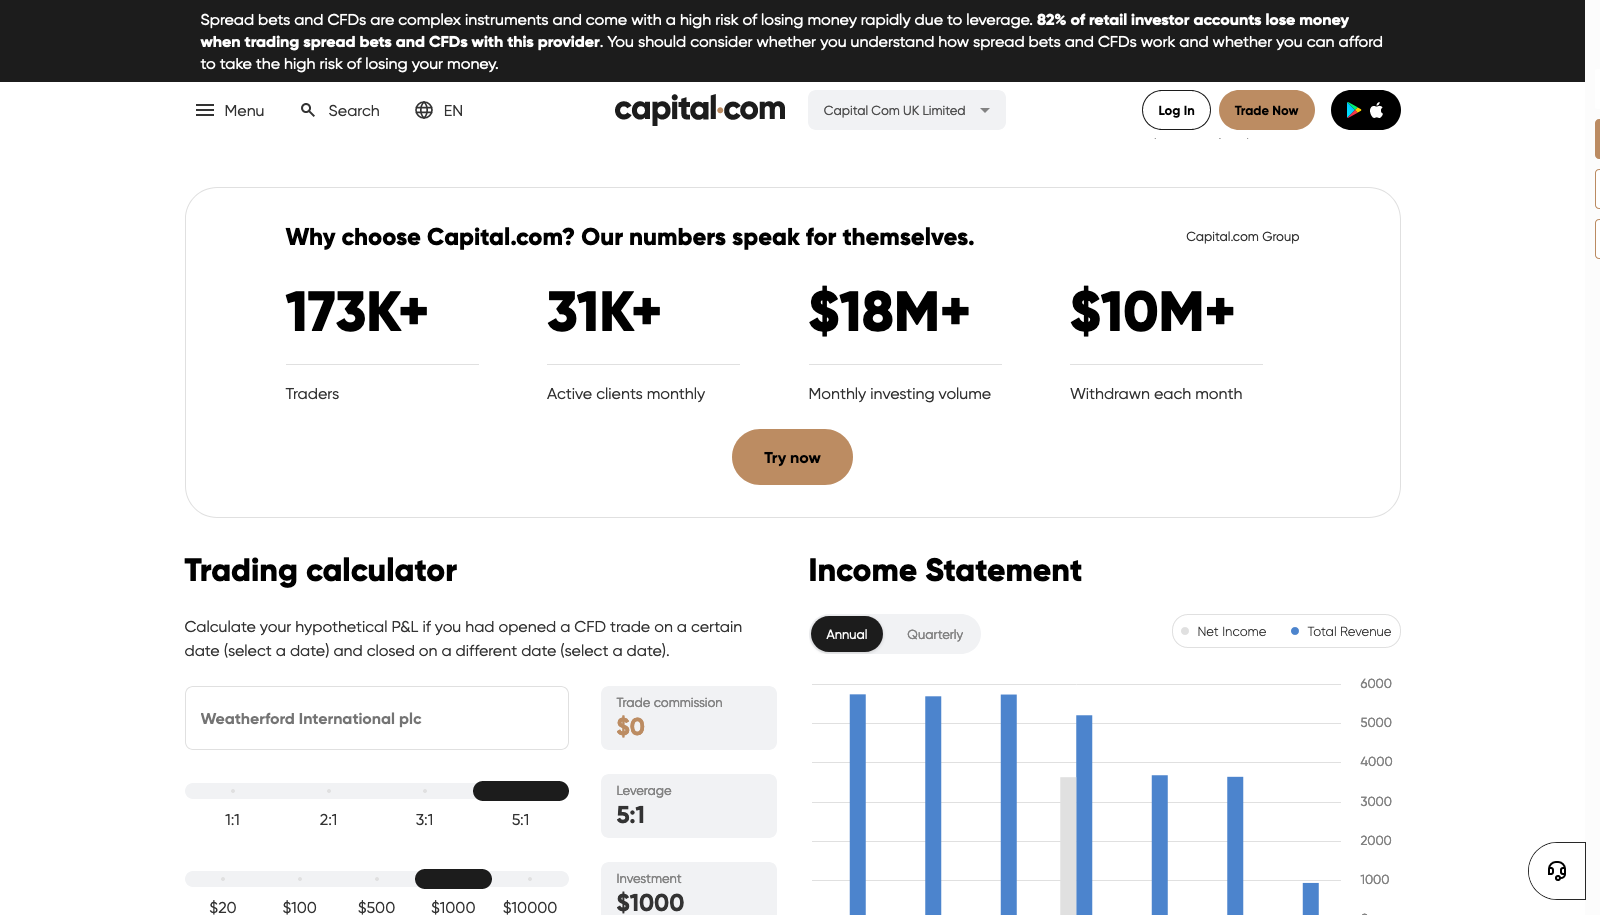 Spread bets and CFDs are complex instruments and come with a high risk of losing money rapidly due to leverage. 82% of retail investor accounts lose money
when trading spread bets and CFDs with this provider. You should consider whether you understand how spread bets and CFDs work and whether you can afford
to take the high risk of losing your money.
Menu Search EN capital.com Capital Com UK Limited Log In Trade Now
Why choose Capital.com? Our numbers speak for themselves. Capital.com Group
173K+ 31K+ $18M+ $10M+
Traders Active clients monthly Monthly investing volume Withdrawn each month
Try now
Trading calculator
Calculate your hypothetical P&L if you had opened a CFD trade on a certain
date (select a date) and closed on a different date (select a date).
Weatherford International plc
Trade commission
$0
1:1 2:1 3:1 5:1
Leverage
5:1
$20 $100 $500 $1000 $10000
Investment
$1000
Income Statement
Annual Quarterly Net Income Total Revenue
6000
5000
4000
3000
2000
1000